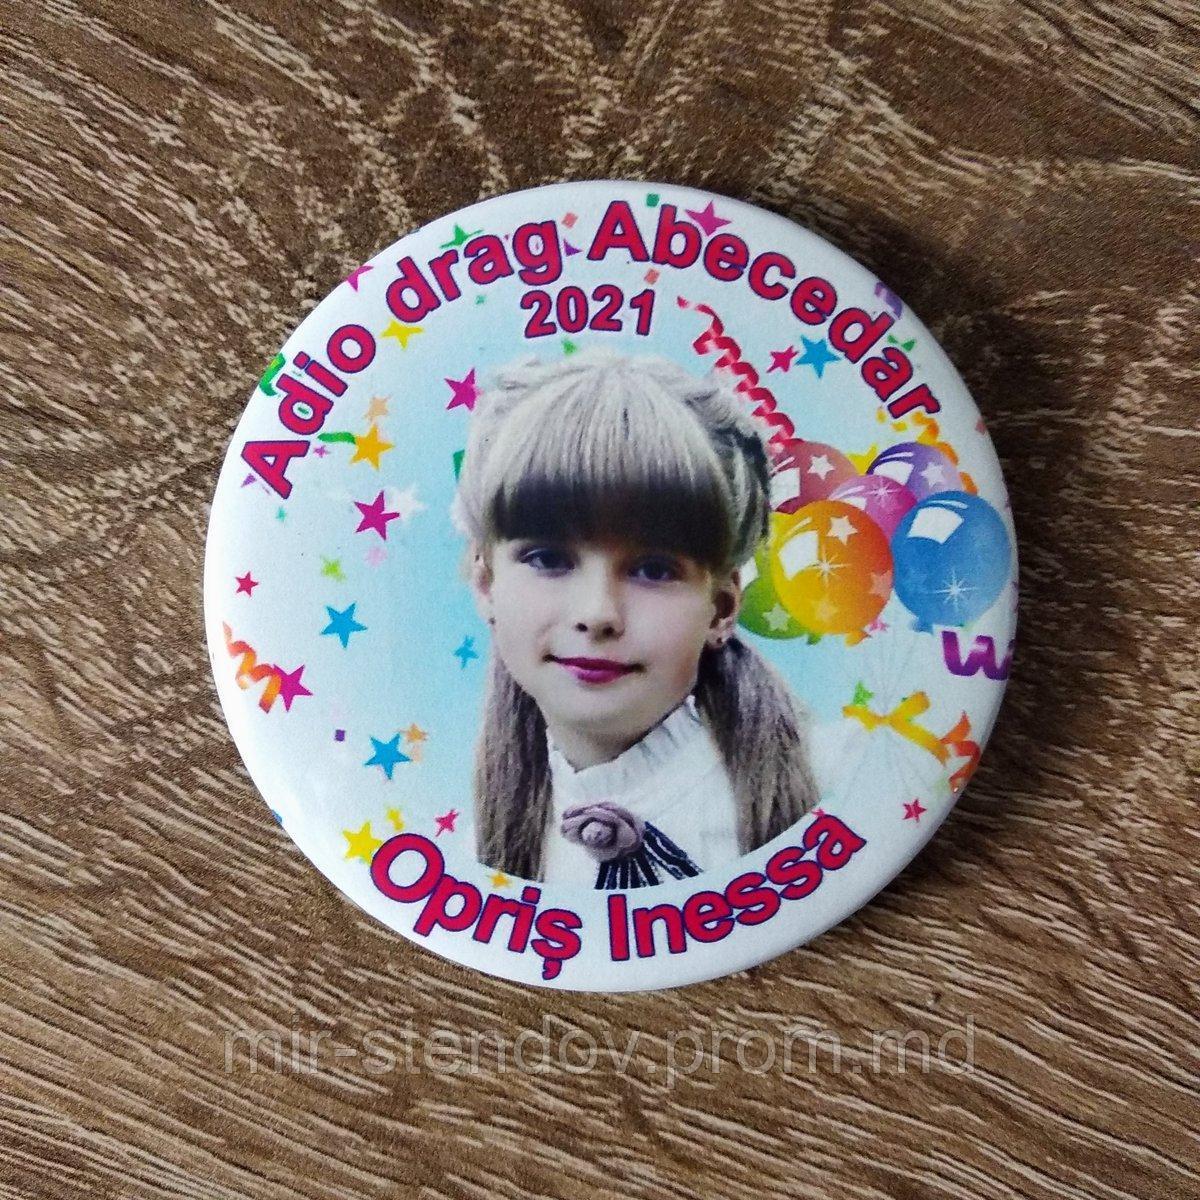 Adio drag Abecedar
2021
Opriș Inessa
mir-stendov.prom.md